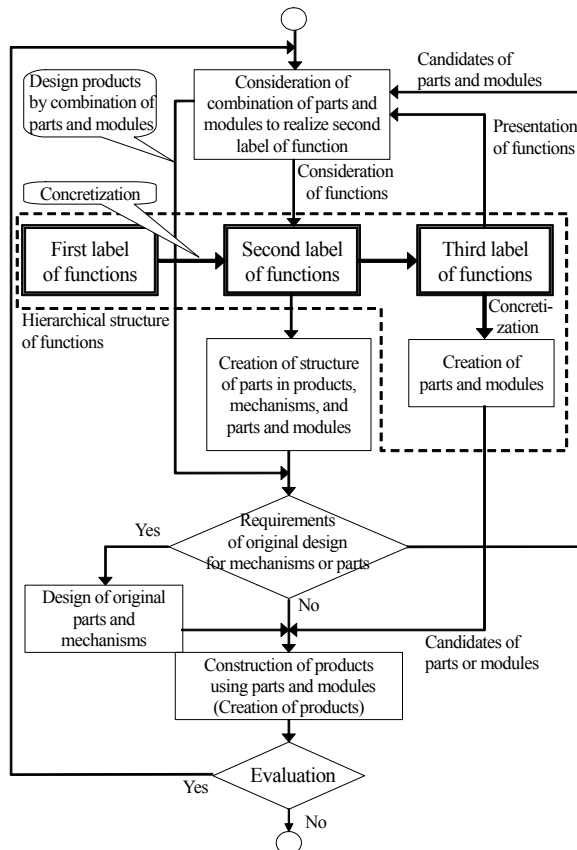 Candidates of
parts and modules
Design products
by combination of
parts and modules
Consideration of
combination of parts and
modules to realize second
label of function
Presentation
of functions
Consideration
of functions
Concretization
First label
of functions
Second label
of functions
Third label
of functions
Hierarchical structure
of functions
Concreti-
zation
Creation of structure
of parts in products,
mechanisms, and
parts and modules
Creation of
parts and modules
Requirements
of original design
for mechanisms or parts
Yes
No
Design of original
parts and
mechanisms
Candidates of
parts or modules
Construction of products
using parts and modules
(Creation of products)
Evaluation
Yes
No